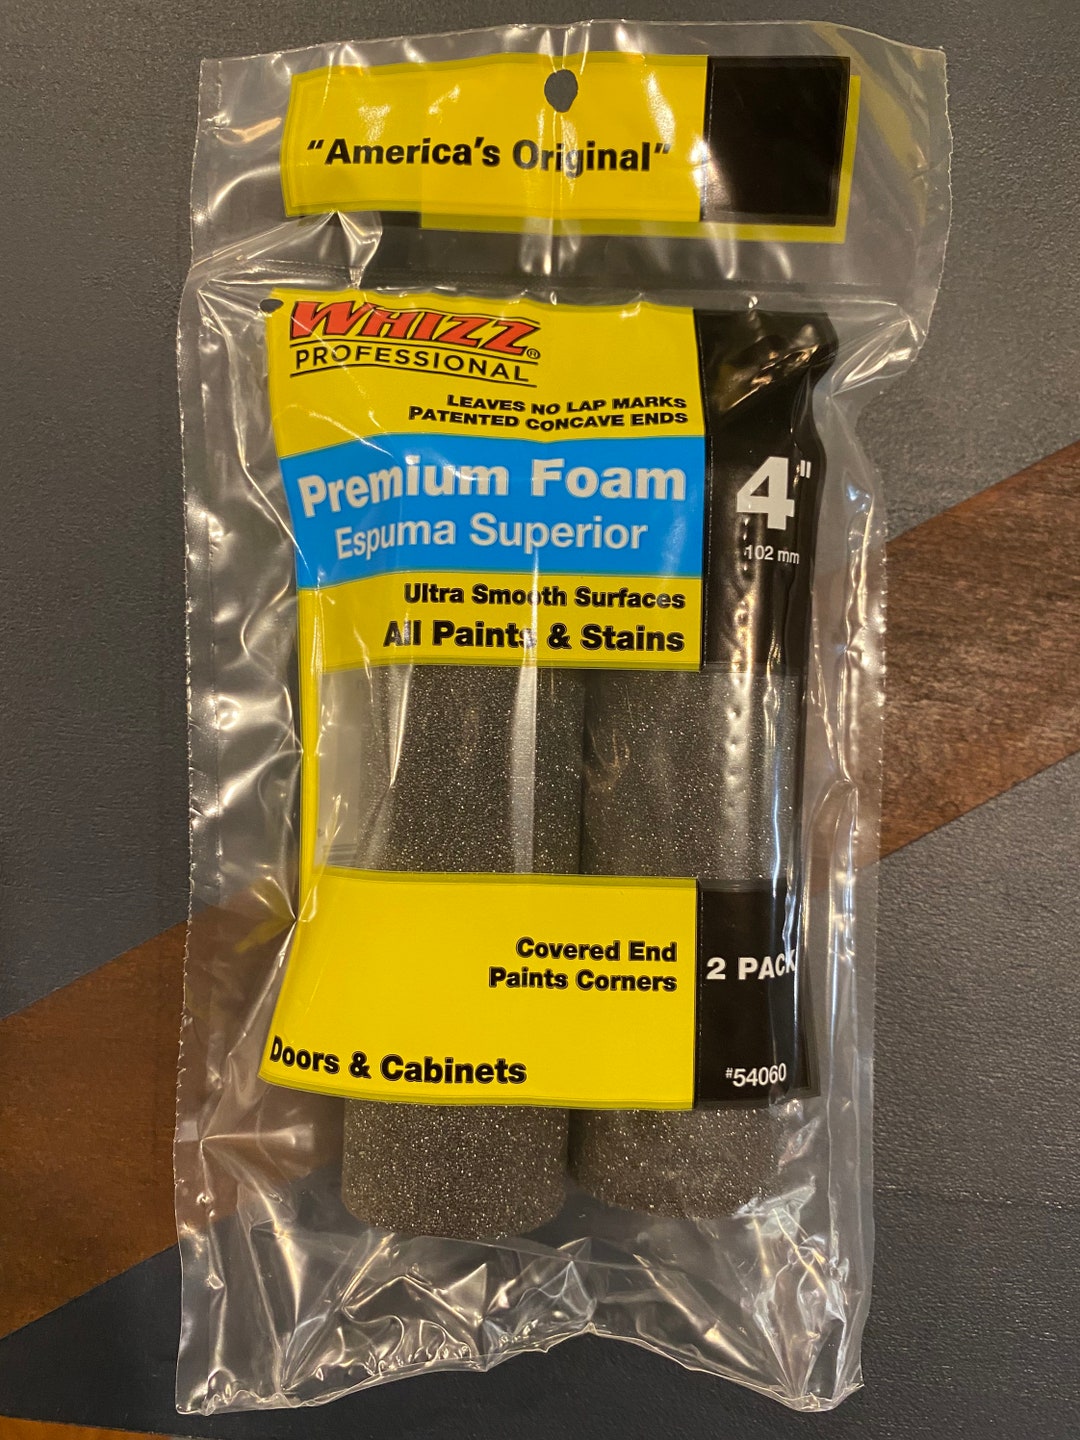 "America's Original"
WHIZZ®
PROFESSIONAL
LEAVES NO LAP MARKS
PATENTED CONCAVE ENDS
Premium Foam
Espuma Superior
4"
102 mm
Ultra Smooth Surfaces
All Paints & Stains
Covered End
Paints Corners
2 PACK
Doors & Cabinets
#54060